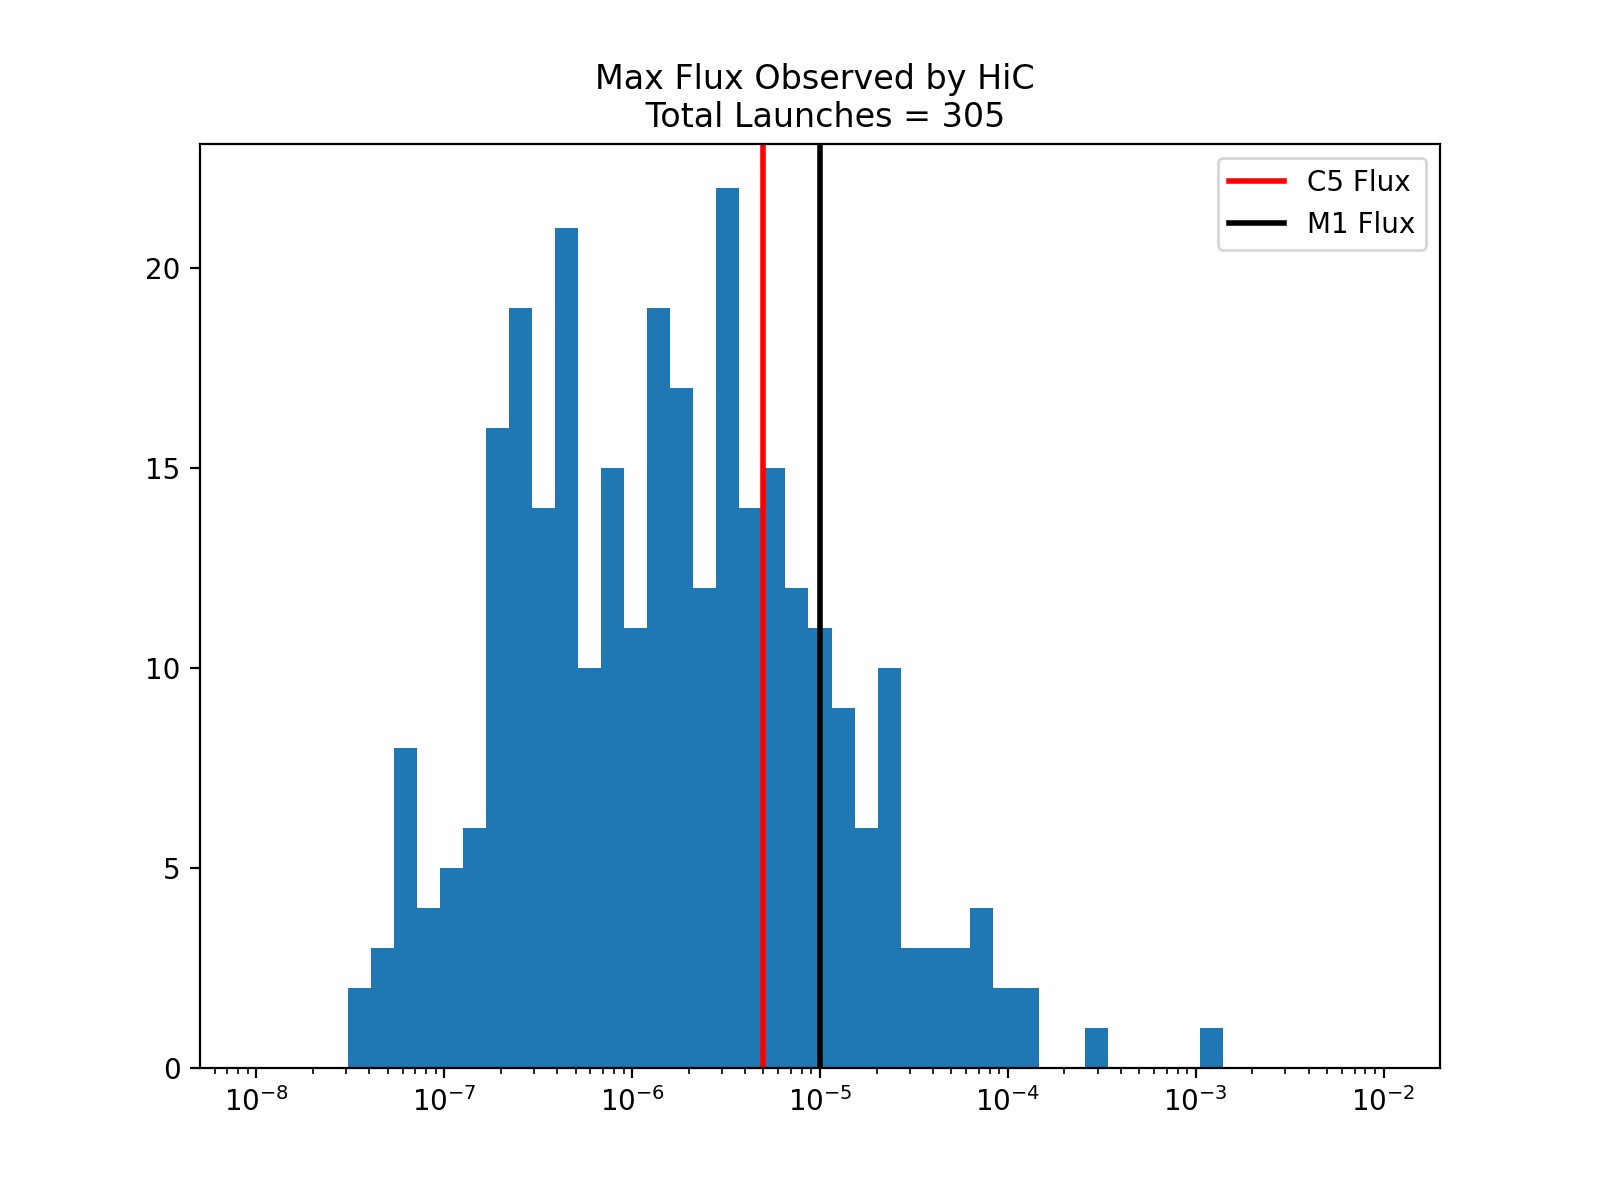 Max Flux Observed by HiC
Total Launches = 305
C5 Flux
M1 Flux
20
15
10
5
0
10⁻⁸ 10⁻⁷ 10⁻⁶ 10⁻⁵ 10⁻⁴ 10⁻³ 10⁻²